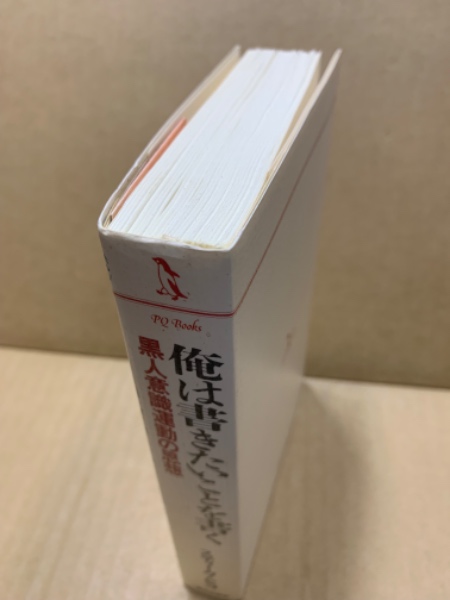 PQ Books
俺は書きたいことを書く
黒人意識運動の思想